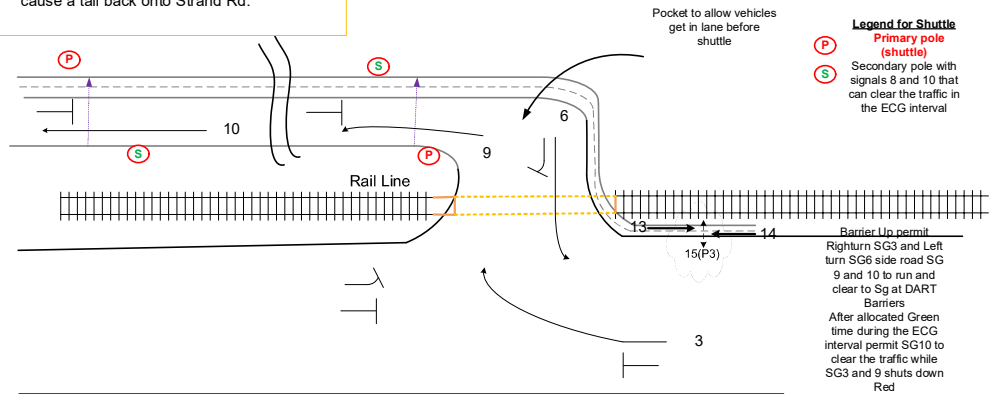 cause a tail back onto Strand Rd.
Pocket to allow vehicles
get in lane before
shuttle
Legend for Shuttle
P
Primary pole
(shuttle)
S
Secondary pole with
signals 8 and 10 that
can clear the traffic in
the ECG interval
P
S
6
10
9
S
P
Rail Line
13
14
15(P3)
Barrier Up permit
Righturn SG3 and Left
turn SG6 side road SG
9 and 10 to run and
clear to Sg at DART
Barriers
After allocated Green
time during the ECG
interval permit SG10 to
clear the traffic while
SG3 and 9 shuts down
Red
3